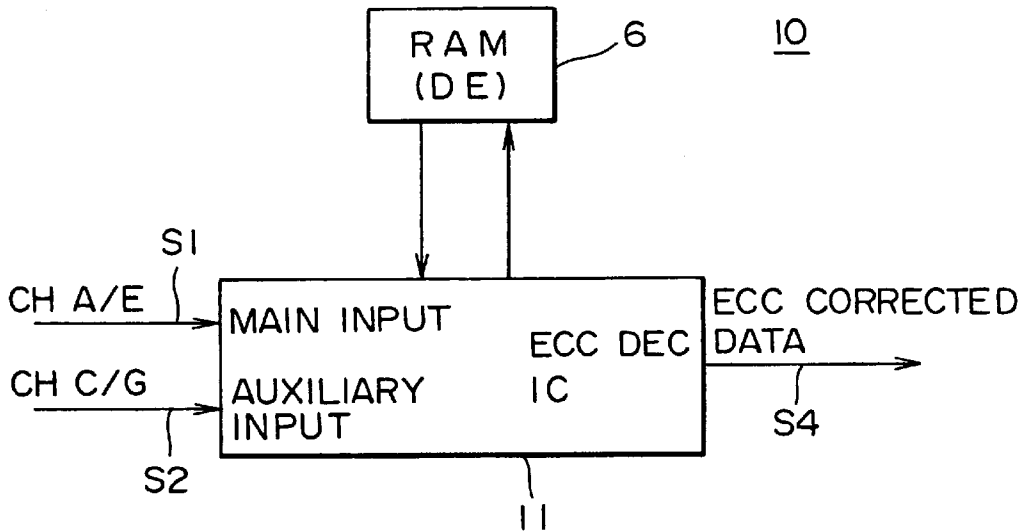 RAM
(DE)
6
10
S1
CH A/E
MAIN INPUT
CH C/G
AUXILIARY
INPUT
S2
ECC DEC
IC
ECC CORRECTED
DATA
S4
11